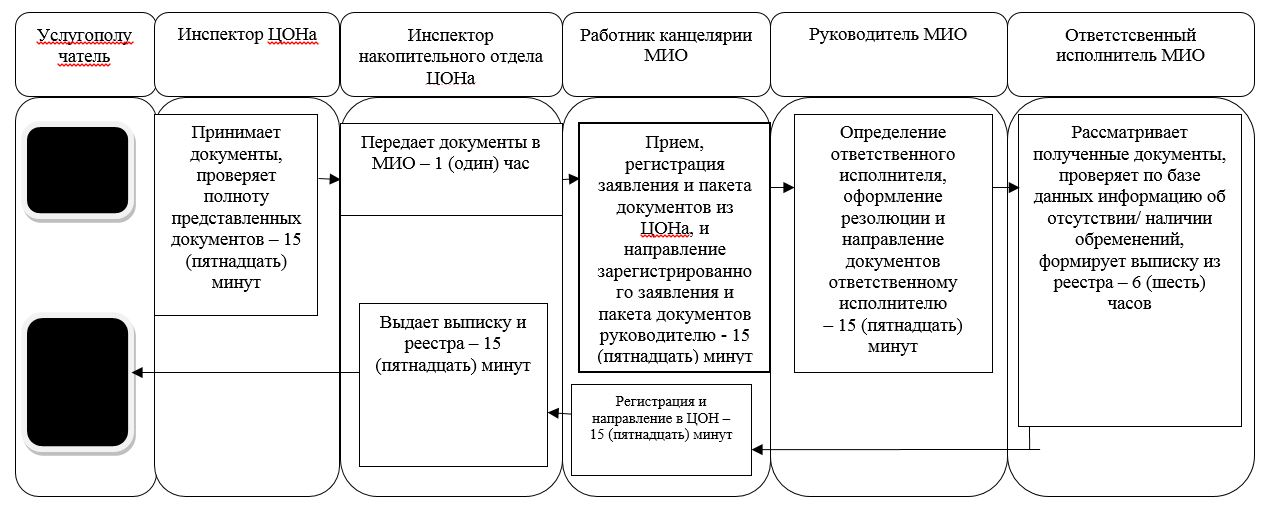 Услугополу
чатель
Инспектор ЦОНа
Инспектор
накопительного отдела
ЦОНа
Работник канцелярии
МИО
Руководитель МИО
Ответсвенный
исполнитель МИО
Принимает
документы,
проверяет
полноту
представленных
документов – 15
(пятнадцать)
минут
Передает документы в
МИО – 1 (один) час
Прием,
регистрация
заявления и пакета
документов из
ЦОНа, и
направление
зарегистрированно
го заявления и
пакета документов
руководителю - 15
(пятнадцать) минут
Определение
ответственного
исполнителя,
оформление
резолюции и
направление
документов
ответственному
исполнителю
– 15 (пятнадцать)
минут
Рассматривает
полученные документы,
проверяет по базе
данных информацию об
отсутствии/ наличии
обременений,
формирует выписку из
реестра – 6 (шесть)
часов
Выдает выписку и
реестра – 15
(пятнадцать) минут
Регистрация и
направление в ЦОН –
15 (пятнадцать) минут